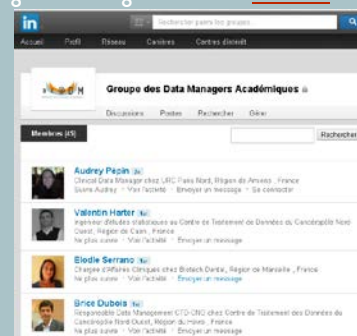 in
Rechercher parmi les groupes...
Accueil Profil Réseau Carrières Centres d'intérêt
Groupe des Data Managers Académiques
Discussions Postes Rechercher Gérer
Membres (45)
Rechercher
Audrey Pepin
Clinical Data Manager chez URC Paris Nord, Région de Amiens, France
Suivre Audrey · Voir l'activité · Envoyer un message · Se connecter
Valentin Harter 1er
Ingénieur d'études statistiques au Centre de Traitement de Données du Cancéropôle Nord
Ouest, Région de Caen, France
Ne plus suivre · Voir l'activité · Envoyer un message
Elodie Serrano 1er
Chargée d'Affaires Cliniques chez Biotech Dental, Région de Marseille, France
Ne plus suivre · Voir l'activité · Envoyer un message
Brice Dubois 1er
Responsable Data Management CTD-CNO chez Centre de Traitement des Données du
Cancéropôle Nord-Ouest, Région du Mans, France
Ne plus suivre · Voir l'activité · Envoyer un message